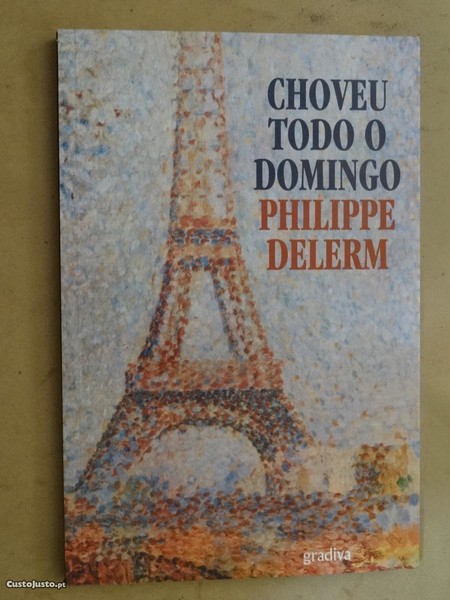 CHOVEU
TODO O
DOMINGO
PHILIPPE
DELERM
gradiva
CustoJusto.pt